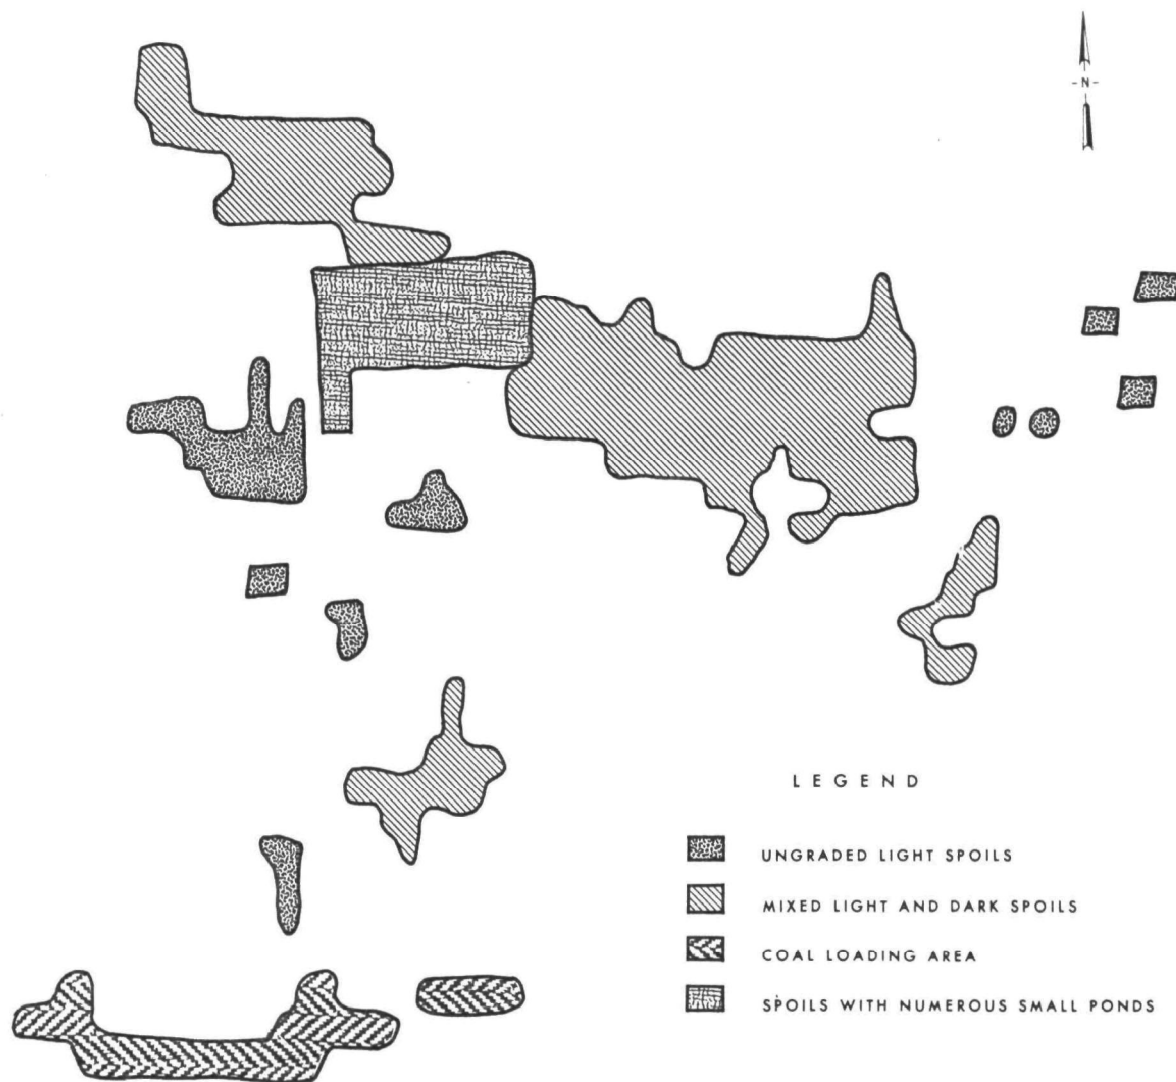 -N-
LEGEND
UNGRADED LIGHT SPOILS
MIXED LIGHT AND DARK SPOILS
COAL LOADING AREA
SPOILS WITH NUMEROUS SMALL PONDS